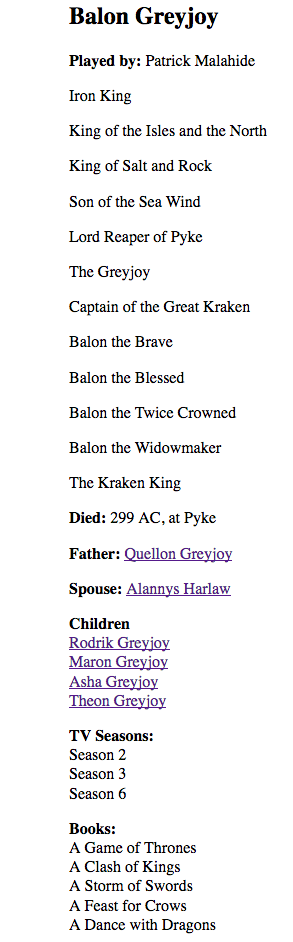 Balon Greyjoy
Played by: Patrick Malahide
Iron King
King of the Isles and the North
King of Salt and Rock
Son of the Sea Wind
Lord Reaper of Pyke
The Greyjoy
Captain of the Great Kraken
Balon the Brave
Balon the Blessed
Balon the Twice Crowned
Balon the Widowmaker
The Kraken King
Died: 299 AC, at Pyke
Father: Quellon Greyjoy
Spouse: Alannys Harlaw
Children
Rodrik Greyjoy
Maron Greyjoy
Asha Greyjoy
Theon Greyjoy
TV Seasons:
Season 2
Season 3
Season 6
Books:
A Game of Thrones
A Clash of Kings
A Storm of Swords
A Feast for Crows
A Dance with Dragons